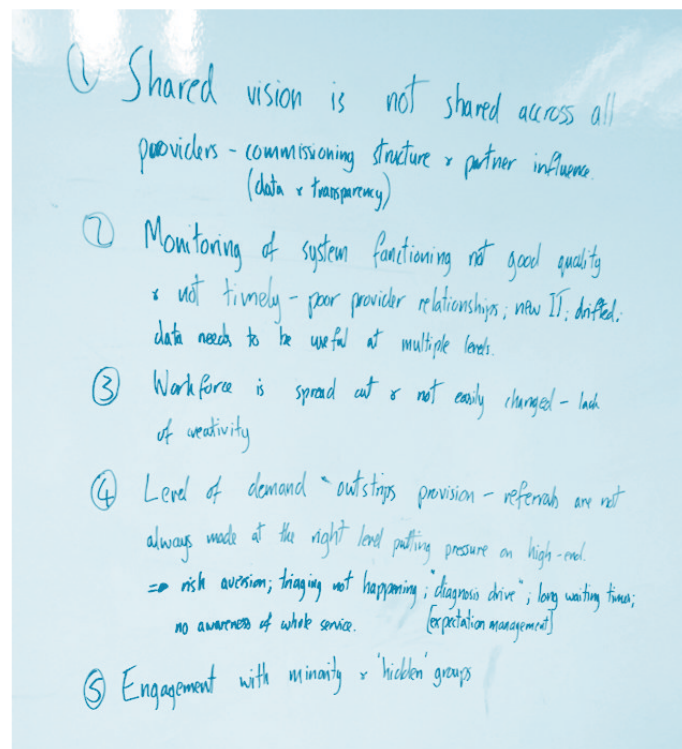 ① Shared vision is not shared accross all
providers - commissioning structure & partner influence.
(data & transparency)
② Monitoring of system functioning not good quality
& not timely - poor provider relationships; new IT; drifted;
data needs to be useful at multiple levels.
③ Workforce is spread out & not easily changed - lack
of creativity
④ Level of demand outstrips provision - referrals are not
always made at the right level putting pressure on high-end.
⇒ risk aversion; triaging not happening; "diagnosis drive"; long waiting times;
no awareness of whole service. [expectation management]
⑤ Engagement with minority & 'hidden' groups